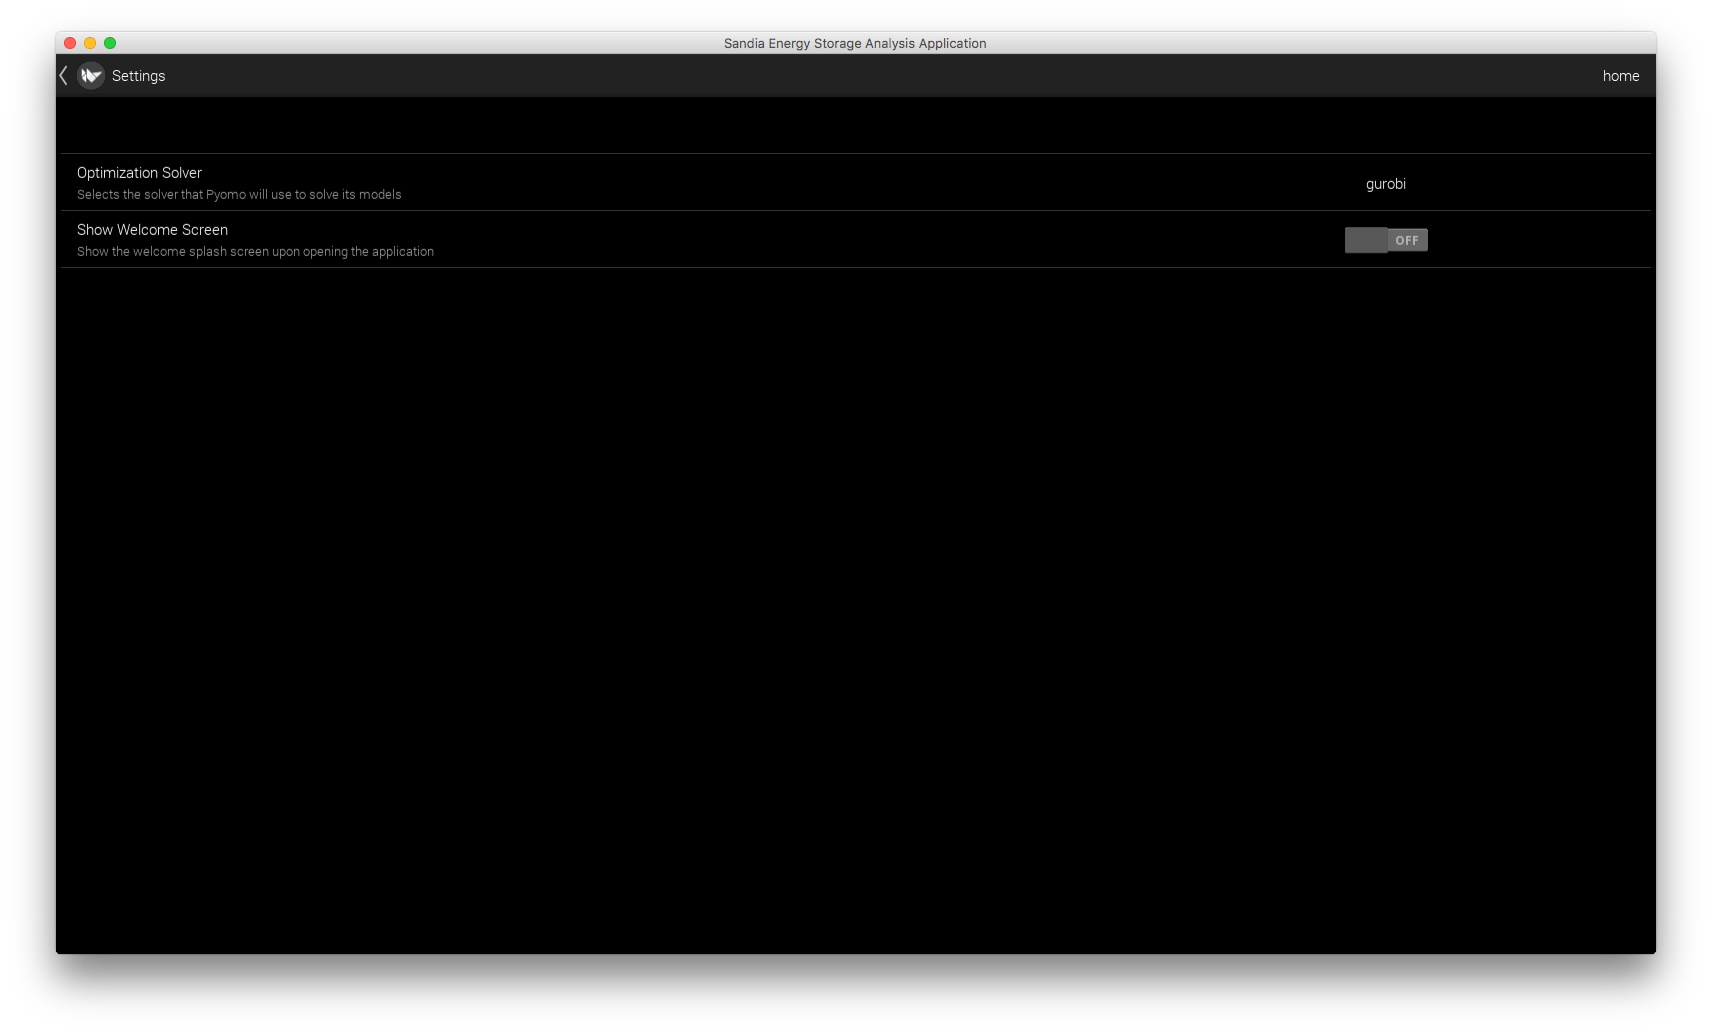 Sandia Energy Storage Analysis Application
Settings
home
Optimization Solver
Selects the solver that Pyomo will use to solve its models
gurobi
Show Welcome Screen
Show the welcome splash screen upon opening the application
OFF